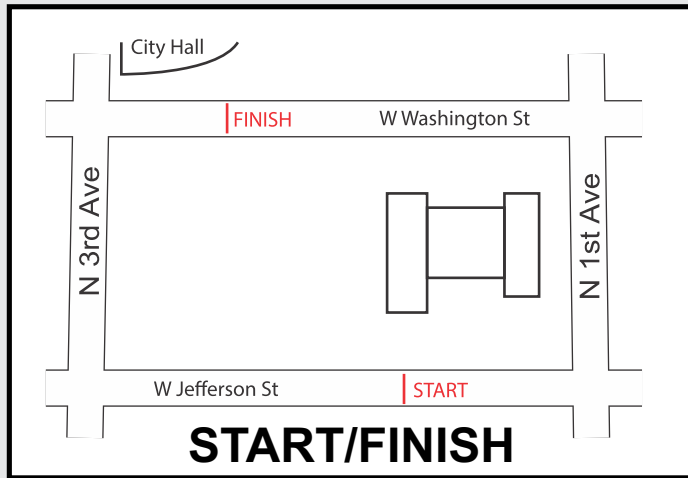 City Hall
FINISH
W Washington St
N 3rd Ave
N 1st Ave
W Jefferson St
START
START/FINISH